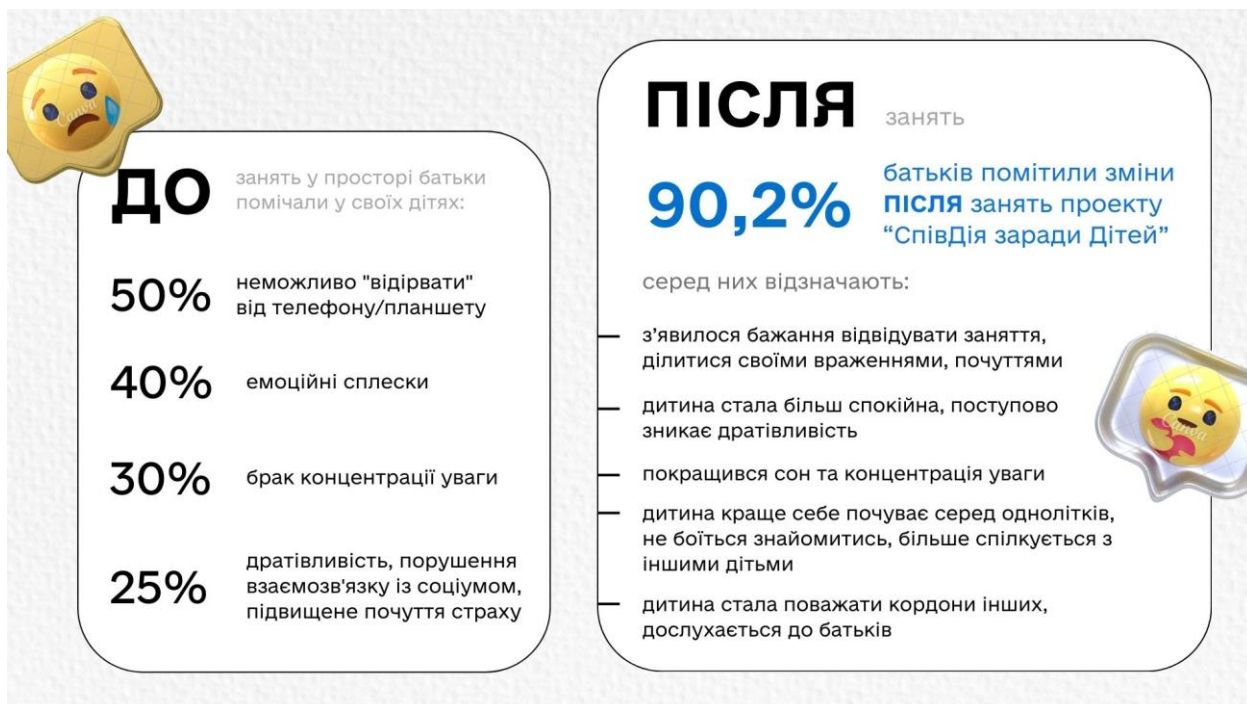 ДО
занять у просторі батьки
помічали у своїх дітях:
50%
неможливо "відірвати"
від телефону/планшету
40%
емоційні сплески
30%
брак концентрації уваги
25%
дратівливість, порушення
взаємозв'язку із соціумом,
підвищене почуття страху
ПІСЛЯ занять
90,2%
батьків помітили зміни
ПІСЛЯ занять проекту
“СпівДія заради Дітей”
серед них відзначають:
з’явилося бажання відвідувати заняття,
ділитися своїми враженнями, почуттями
дитина стала більш спокійна, поступово
зникає дратівливість
покращився сон та концентрація уваги
дитина краще себе почуває серед однолітків,
не боїться знайомитись, більше спілкується з
іншими дітьми
дитина стала поважати кордони інших,
дослухається до батьків
Canva
Canva